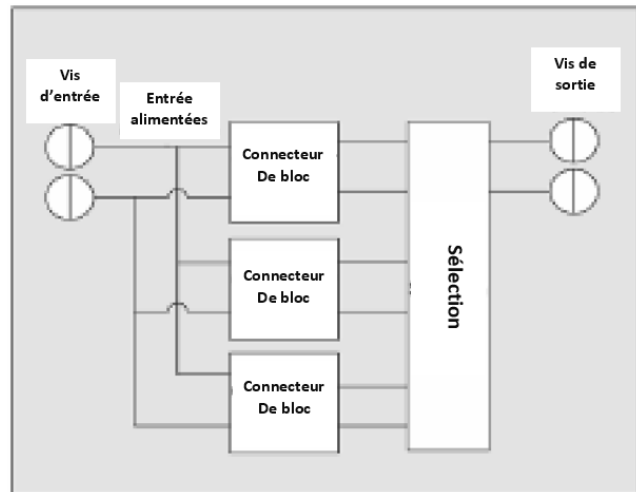 Vis
d'entrée
Entrée
alimentées
Vis de
sortie
Connecteur
De bloc
Connecteur
De bloc
Connecteur
De bloc
Sélection